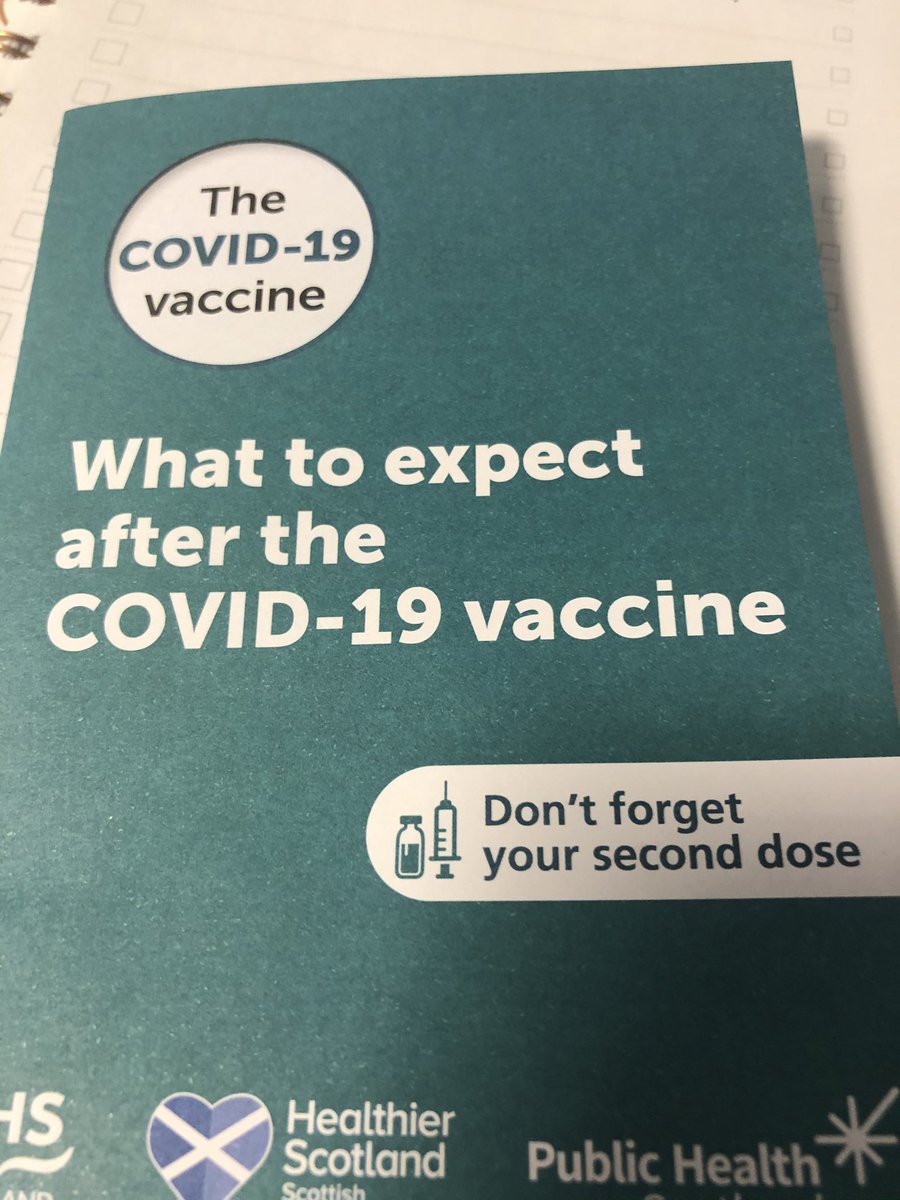 The
COVID-19
vaccine
What to expect
after the
COVID-19 vaccine
Don't forget
your second dose
HS
AND
Healthier
Scotland
Scottish
Public Health